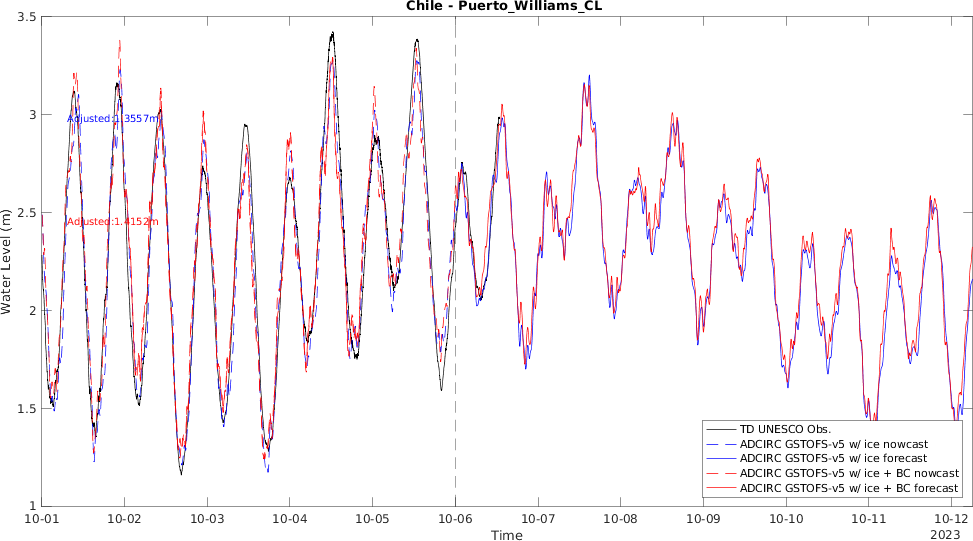 Chile - Puerto_Williams_CL
3.5
3
2.5
2
1.5
1
Water Level (m)
Adjusted:1.3557m
Adjusted:1.4152m
TD UNESCO Obs.
ADCIRC GSTOFS-v5 w/ ice nowcast
ADCIRC GSTOFS-v5 w/ ice forecast
ADCIRC GSTOFS-v5 w/ ice + BC nowcast
ADCIRC GSTOFS-v5 w/ ice + BC forecast
10-01 10-02 10-03 10-04 10-05 10-06 10-07 10-08 10-09 10-10 10-11 10-12
2023
Time